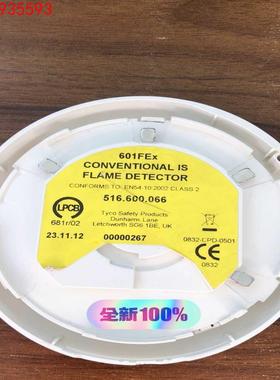 935593
601FEx
CONVENTIONAL IS
FLAME DETECTOR
CONFORMS TO: EN54-10:2002 CLASS 2
516.600.066
Tyco Safety Products
Dunhams Lane
Letchworth SG6 1BE, UK
LPCB
681r/02
23.11.12
00000267
0832-CPD-0501
CE
0832
全新100%